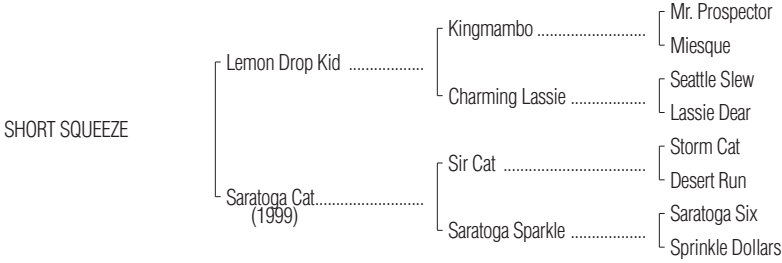 Mr. Prospector
Kingmambo ..........................
Miesque
Lemon Drop Kid ..................
Seattle Slew
Charming Lassie ..................
Lassie Dear
SHORT SQUEEZE
Storm Cat
Sir Cat ..................................
Desert Run
Saratoga Cat..........................
(1999)
Saratoga Six
Saratoga Sparkle ..................
Sprinkle Dollars